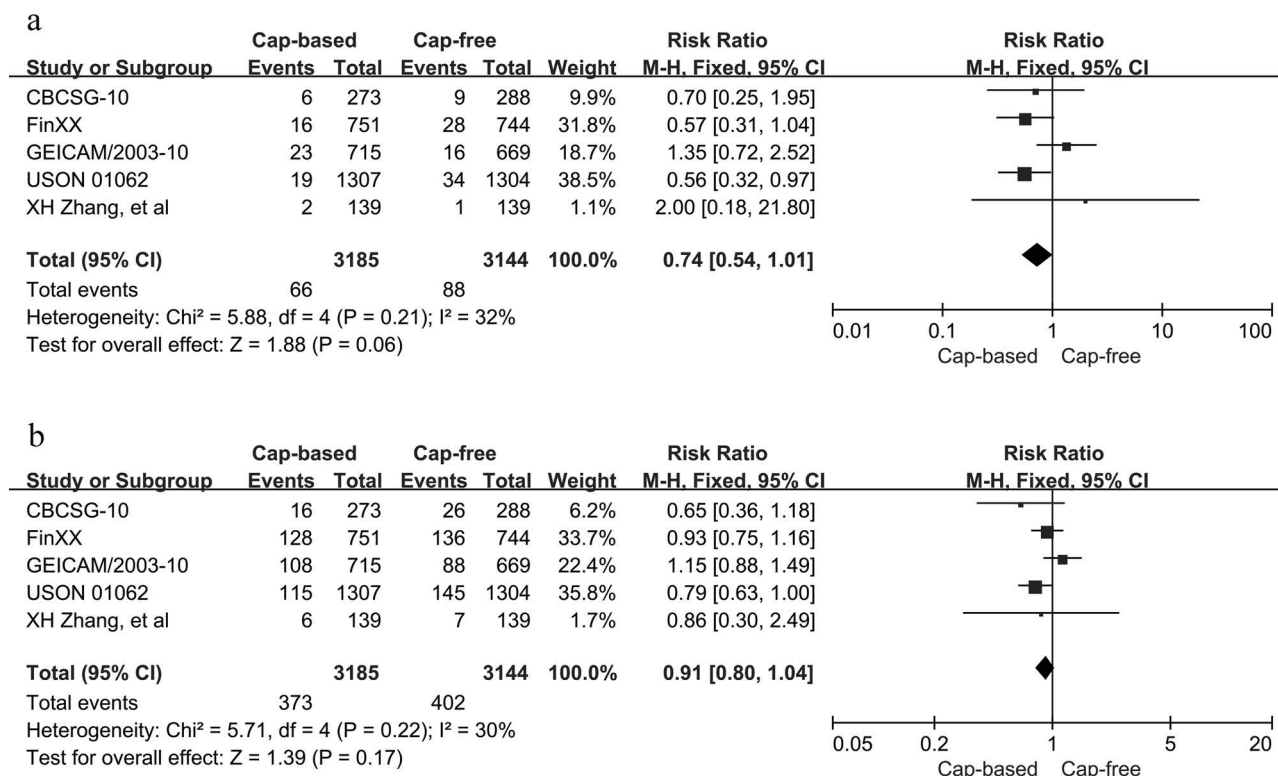 a
Cap-based Cap-free Risk Ratio Risk Ratio
Study or Subgroup Events Total Events Total Weight M-H, Fixed, 95% CI M-H, Fixed, 95% CI
CBCSG-10 6 273 9 288 9.9% 0.70 [0.25, 1.95]
FinXX 16 751 28 744 31.8% 0.57 [0.31, 1.04]
GEICAM/2003-10 23 715 16 669 18.7% 1.35 [0.72, 2.52]
USON 01062 19 1307 34 1304 38.5% 0.56 [0.32, 0.97]
XH Zhang, et al 2 139 1 139 1.1% 2.00 [0.18, 21.80]
Total (95% CI) 3185 3144 100.0% 0.74 [0.54, 1.01]
Total events 66 88
Heterogeneity: Chi² = 5.88, df = 4 (P = 0.21); I² = 32%
Test for overall effect: Z = 1.88 (P = 0.06)
0.01 0.1 1 10 100
Cap-based Cap-free
b
Cap-based Cap-free Risk Ratio Risk Ratio
Study or Subgroup Events Total Events Total Weight M-H, Fixed, 95% CI M-H, Fixed, 95% CI
CBCSG-10 16 273 26 288 6.2% 0.65 [0.36, 1.18]
FinXX 128 751 136 744 33.7% 0.93 [0.75, 1.16]
GEICAM/2003-10 108 715 88 669 22.4% 1.15 [0.88, 1.49]
USON 01062 115 1307 145 1304 35.8% 0.79 [0.63, 1.00]
XH Zhang, et al 6 139 7 139 1.7% 0.86 [0.30, 2.49]
Total (95% CI) 3185 3144 100.0% 0.91 [0.80, 1.04]
Total events 373 402
Heterogeneity: Chi² = 5.71, df = 4 (P = 0.22); I² = 30%
Test for overall effect: Z = 1.39 (P = 0.17)
0.05 0.2 1 5 20
Cap-based Cap-free